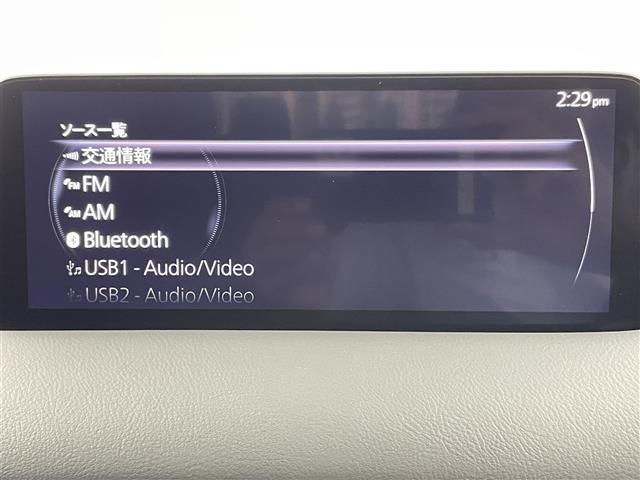 2:29pm
ソース一覧
交通情報
FM
AM
Bluetooth
USB1 - Audio/Video
USB2 - Audio/Video